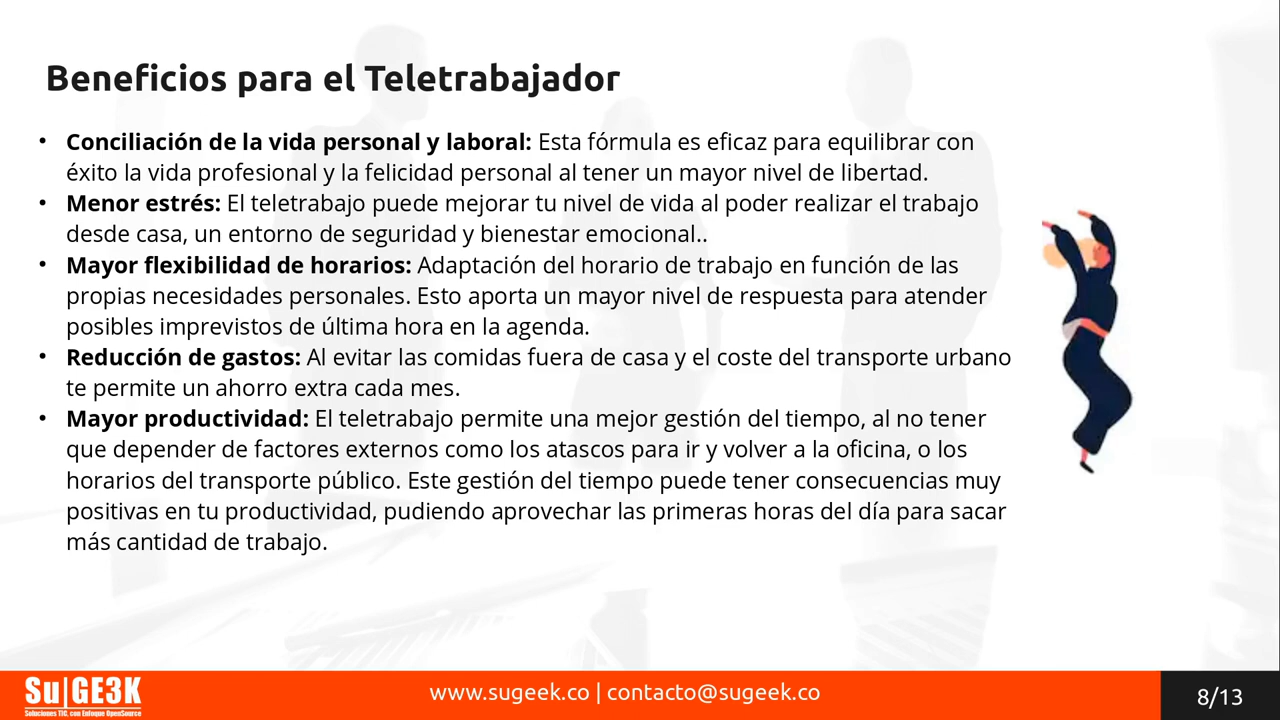 Beneficios para el Teletrabajador
• Conciliación de la vida personal y laboral: Esta fórmula es eficaz para equilibrar con
éxito la vida profesional y la felicidad personal al tener un mayor nivel de libertad.
• Menor estrés: El teletrabajo puede mejorar tu nivel de vida al poder realizar el trabajo
desde casa, un entorno de seguridad y bienestar emocional..
• Mayor flexibilidad de horarios: Adaptación del horario de trabajo en función de las
propias necesidades personales. Esto aporta un mayor nivel de respuesta para atender
posibles imprevistos de última hora en la agenda.
• Reducción de gastos: Al evitar las comidas fuera de casa y el coste del transporte urbano
te permite un ahorro extra cada mes.
• Mayor productividad: El teletrabajo permite una mejor gestión del tiempo, al no tener
que depender de factores externos como los atascos para ir y volver a la oficina, o los
horarios del transporte público. Este gestión del tiempo puede tener consecuencias muy
positivas en tu productividad, pudiendo aprovechar las primeras horas del día para sacar
más cantidad de trabajo.
Su|GE3K
Soluciones TIC, con Enfoque OpenSource
www.sugeek.co | contacto@sugeek.co
8/13